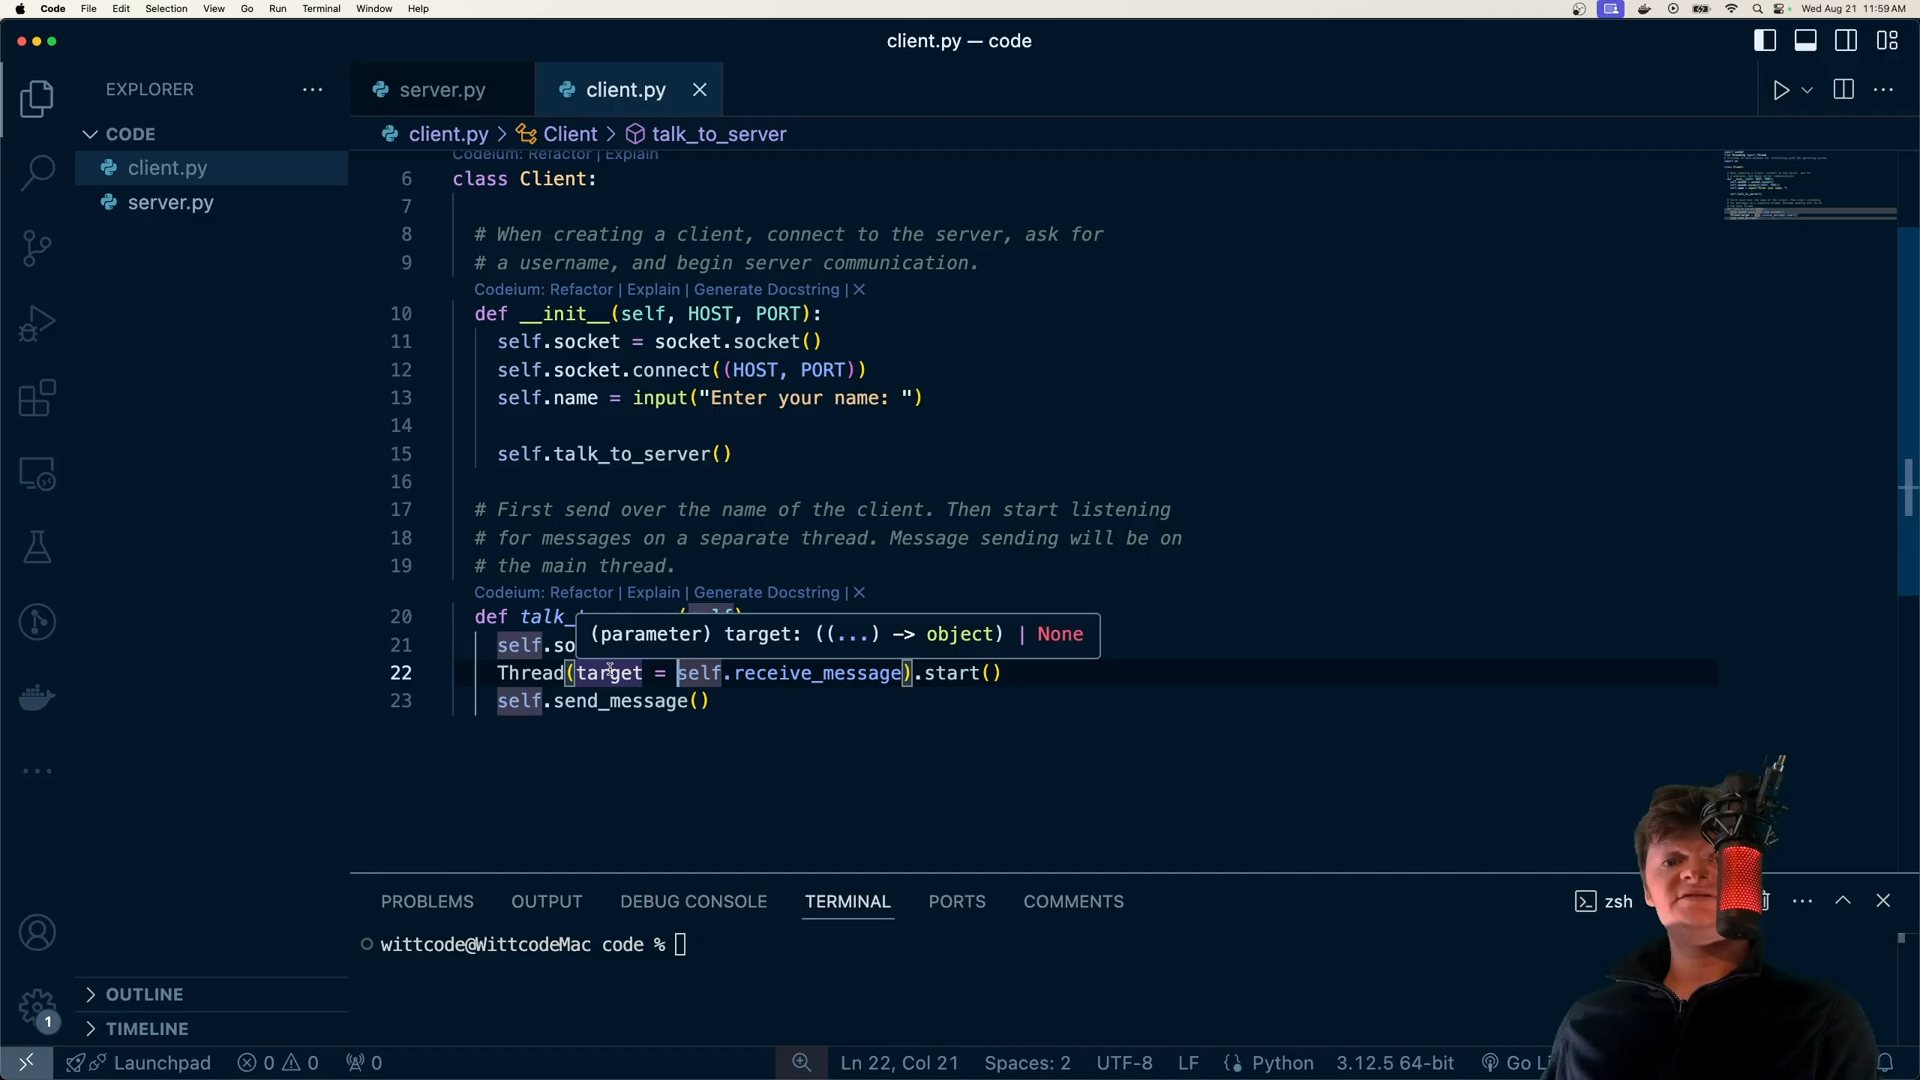 Code File Edit Selection View Go Run Terminal Window Help
Wed Aug 21 11:59 AM
client.py — code
EXPLORER
server.py
client.py
CODE
client.py
server.py
client.py > Client > talk_to_server
Codeium: Refactor | Explain
6 class Client:
7
8 # When creating a client, connect to the server, ask for
9 # a username, and begin server communication.
Codeium: Refactor | Explain | Generate Docstring | ✕
10 def __init__(self, HOST, PORT):
11 self.socket = socket.socket()
12 self.socket.connect((HOST, PORT))
13 self.name = input("Enter your name: ")
14
15 self.talk_to_server()
16
17 # First send over the name of the client. Then start listening
18 # for messages on a separate thread. Message sending will be on
19 # the main thread.
Codeium: Refactor | Explain | Generate Docstring | ✕
20 def talk_
(parameter) target: ((...) -> object) | None
21 self.so
22 Thread(target = self.receive_message).start()
23 self.send_message()
PROBLEMS OUTPUT DEBUG CONSOLE TERMINAL PORTS COMMENTS
zsh
wittcode@WittcodeMac code %
OUTLINE
TIMELINE
1
Launchpad 0 0 0
Ln 22, Col 21 Spaces: 2 UTF-8 LF Python 3.12.5 64-bit Go Li